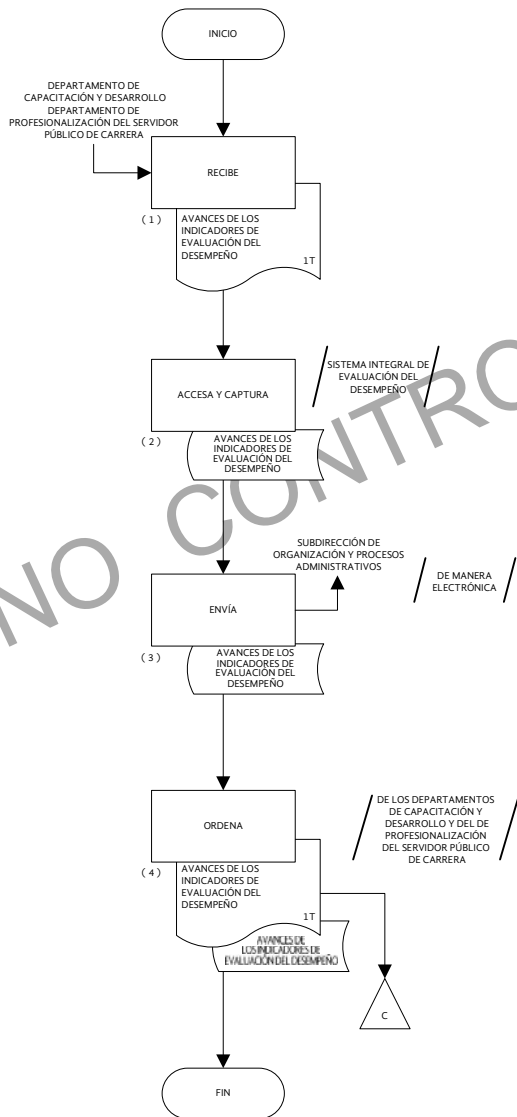 INICIO
DEPARTAMENTO DE
CAPACITACIÓN Y DESARROLLO
DEPARTAMENTO DE
PROFESIONALIZACIÓN DEL SERVIDOR
PÚBLICO DE CARRERA
RECIBE
( 1 )
AVANCES DE LOS
INDICADORES DE
EVALUACIÓN DEL
DESEMPEÑO
1T
ACCESA Y CAPTURA
SISTEMA INTEGRAL DE
EVALUACIÓN DEL
DESEMPEÑO
( 2 )
AVANCES DE LOS
INDICADORES DE
EVALUACIÓN DEL
DESEMPEÑO
NO CONTRO
SUBDIRECCIÓN DE
ORGANIZACIÓN Y PROCESOS
ADMINISTRATIVOS
DE MANERA
ELECTRÓNICA
ENVÍA
( 3 )
AVANCES DE LOS
INDICADORES DE
EVALUACIÓN DEL
DESEMPEÑO
ORDENA
DE LOS DEPARTAMENTOS
DE CAPACITACIÓN Y
DESARROLLO Y DEL DE
PROFESIONALIZACIÓN
DEL SERVIDOR PÚBLICO
DE CARRERA
( 4 )
AVANCES DE LOS
INDICADORES DE
EVALUACIÓN DEL
DESEMPEÑO
1T
AVANCES DE
LOS INDICADORES DE
EVALUACIÓN DEL DESEMPEÑO
C
FIN